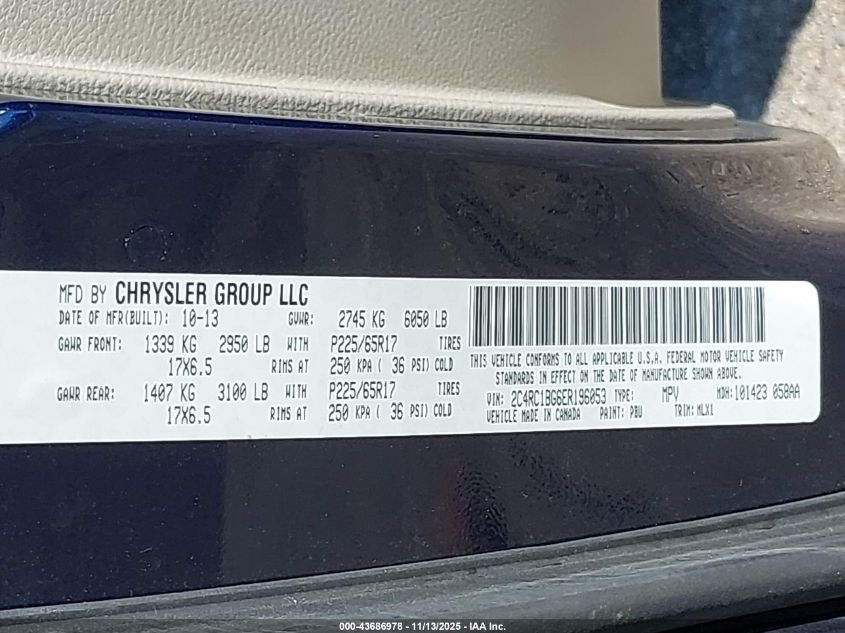 MFD BY CHRYSLER GROUP LLC
DATE OF MFR(BUILT): 10-13 GVWR: 2745 KG 6050 LB
GAWR FRONT: 1339 KG 2950 LB WITH P225/65R17 TIRES
17X6.5 RIMS AT 250 KPA ( 36 PSI) COLD
GAWR REAR: 1407 KG 3100 LB WITH P225/65R17 TIRES
17X6.5 RIMS AT 250 KPA ( 36 PSI) COLD
THIS VEHICLE CONFORMS TO ALL APPLICABLE U.S.A. FEDERAL MOTOR VEHICLE SAFETY
STANDARDS IN EFFECT ON THE DATE OF MANUFACTURE SHOWN ABOVE.
VIN: 2C4RC1BG6ER196053 TYPE: MPV MDH:101423 058AA
VEHICLE MADE IN CANADA PAINT: PBU TRIM: MLX1
000-43686978 - 11/13/2025 - IAA Inc.